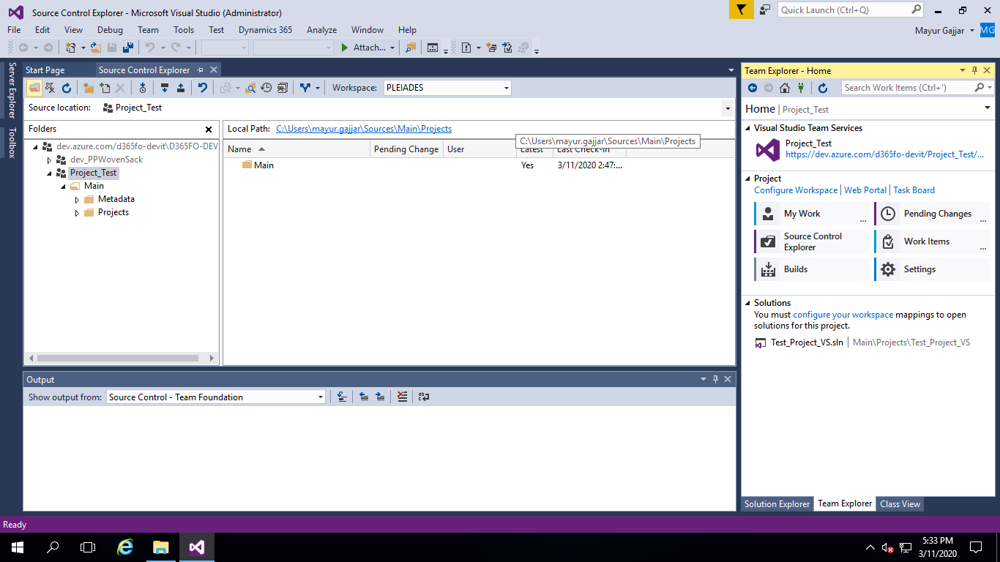 Source Control Explorer - Microsoft Visual Studio (Administrator)
Quick Launch (Ctrl+Q)
File Edit View Debug Team Tools Test Dynamics 365 Analyze Window Help
Mayur Gajjar MG
Attach...
Server Explorer
Toolbox
Start Page
Source Control Explorer
Workspace: PLEIADES
Source location: Project_Test
Folders
dev.azure.com/d365fo-devit\D365FO-DEV
dev_PPWovenSack
Project_Test
Main
Metadata
Projects
Local Path: C:\Users\mayur.gajjar\Sources\Main\Projects
C:\Users\mayur.gajjar\Sources\Main\Projects
Name Pending Change User Latest Last Check-in
Main Yes 3/11/2020 2:47:...
Output
Show output from: Source Control - Team Foundation
Team Explorer - Home
Search Work Items (Ctrl+')
Home | Project_Test
Visual Studio Team Services
Project_Test
https://dev.azure.com/d365fo-devit/Project_Test/...
Project
Configure Workspace | Web Portal | Task Board
My Work ...
Pending Changes ...
Source Control
Explorer
Work Items ...
Builds
Settings
Solutions
You must configure your workspace mappings to open
solutions for this project.
Test_Project_VS.sln | Main\Projects\Test_Project_VS
Solution Explorer Team Explorer Class View
Ready
5:33 PM
3/11/2020